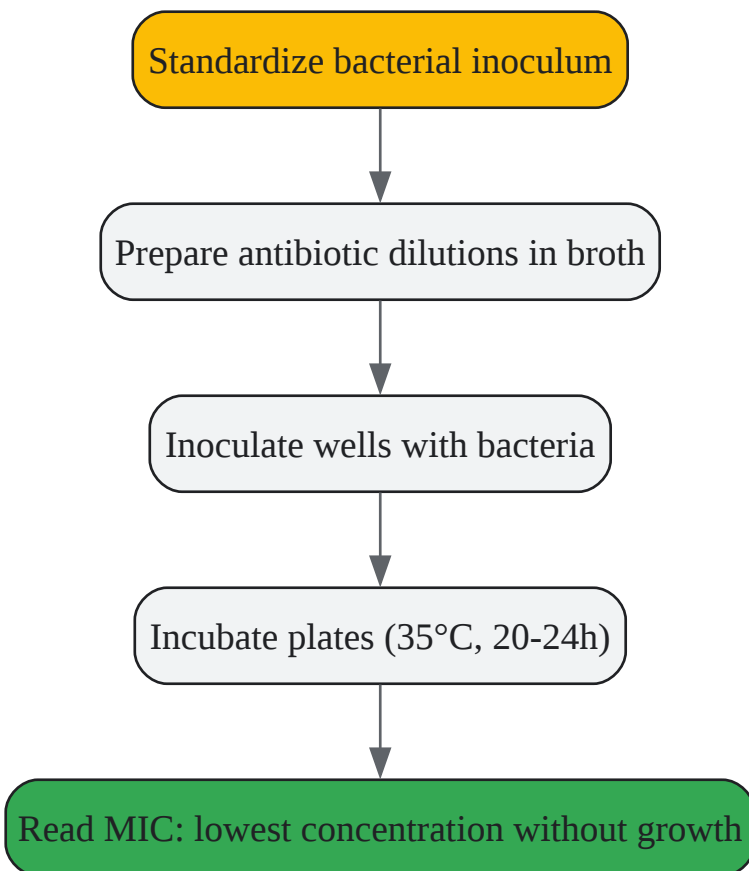 Standardize bacterial inoculum
Prepare antibiotic dilutions in broth
Inoculate wells with bacteria
Incubate plates (35°C, 20-24h)
Read MIC: lowest concentration without growth